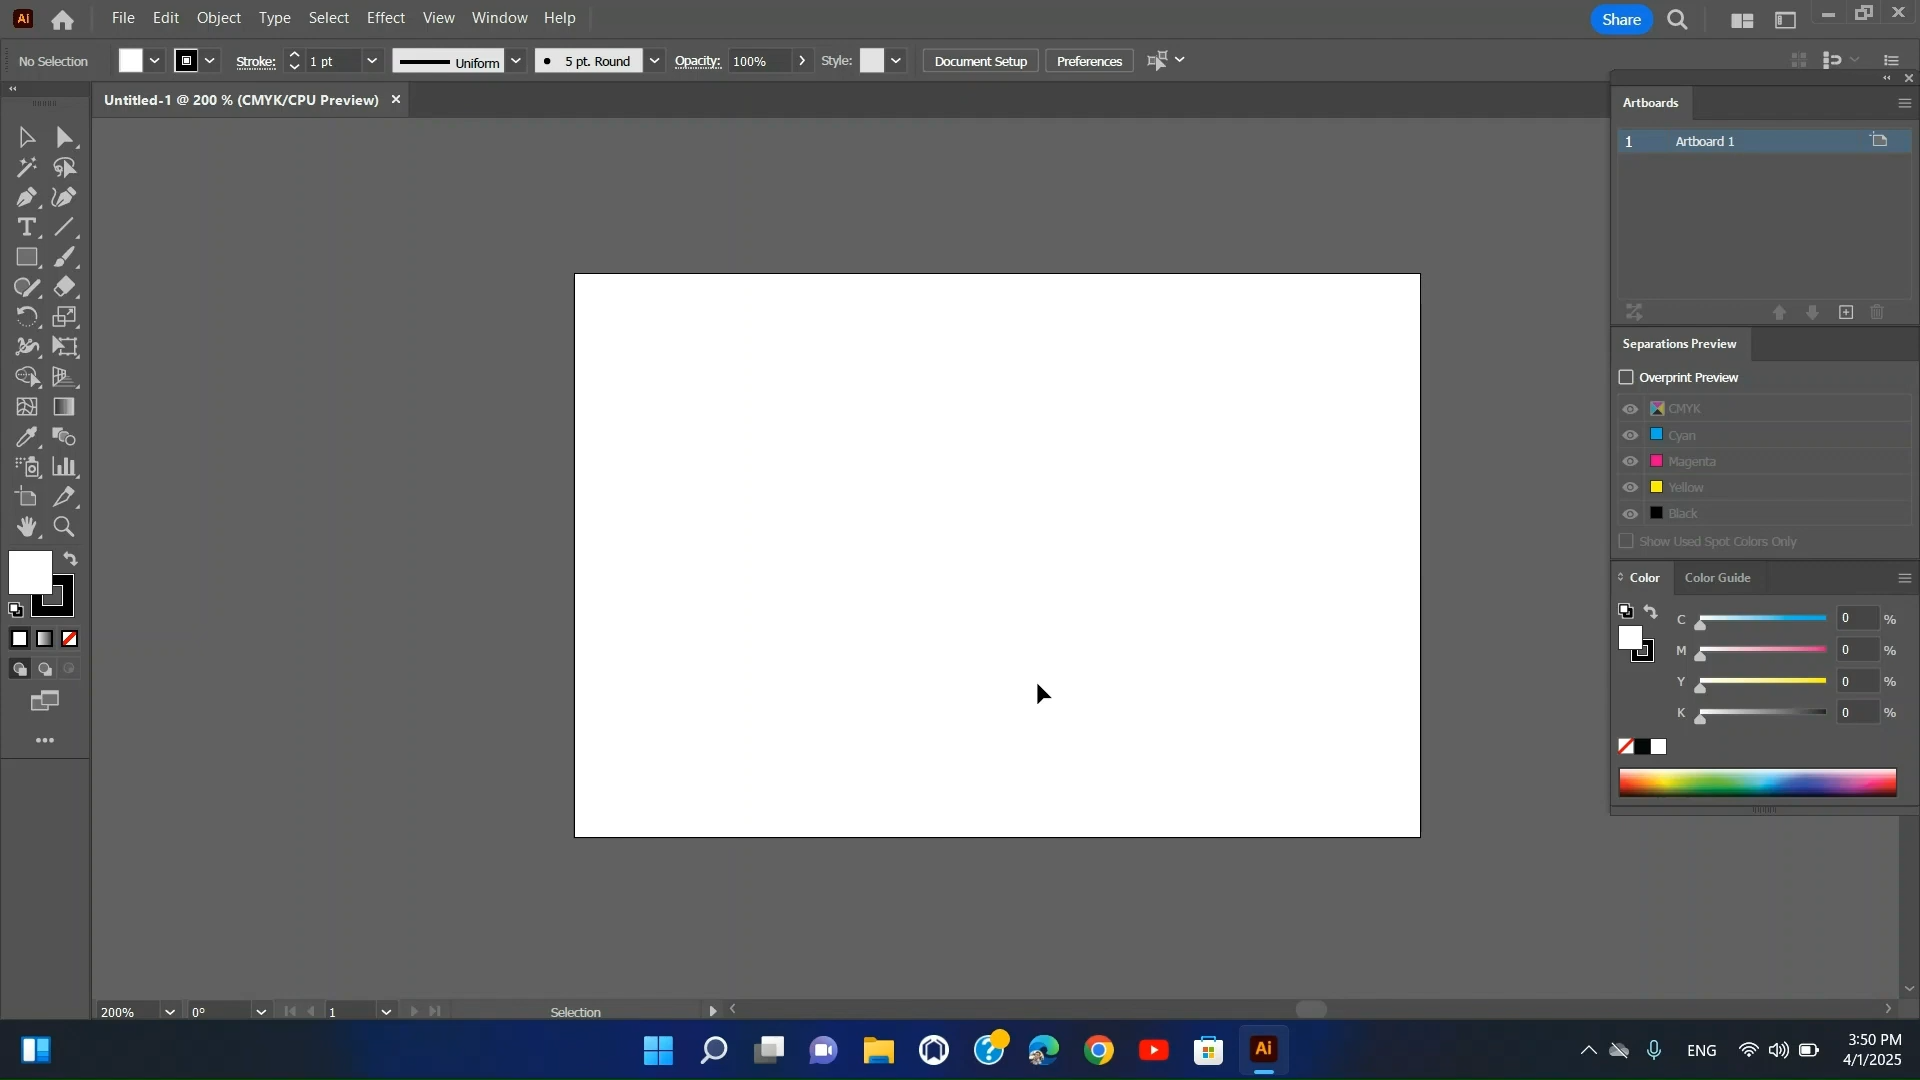 Ai File Edit Object Type Select Effect View Window Help Share
No Selection Stroke: 1 pt Uniform 5 pt. Round Opacity: 100% Style: Document Setup Preferences
Untitled-1 @ 200 % (CMYK/CPU Preview)
Artboards
1 Artboard 1
Separations Preview
Overprint Preview
CMYK
Cyan
Magenta
Yellow
Black
Show Used Spot Colors Only
Color Color Guide
C 0 %
M 0 %
Y 0 %
K 0 %
200% 0° 1 Selection
Ai ENG 3:50 PM
4/1/2025